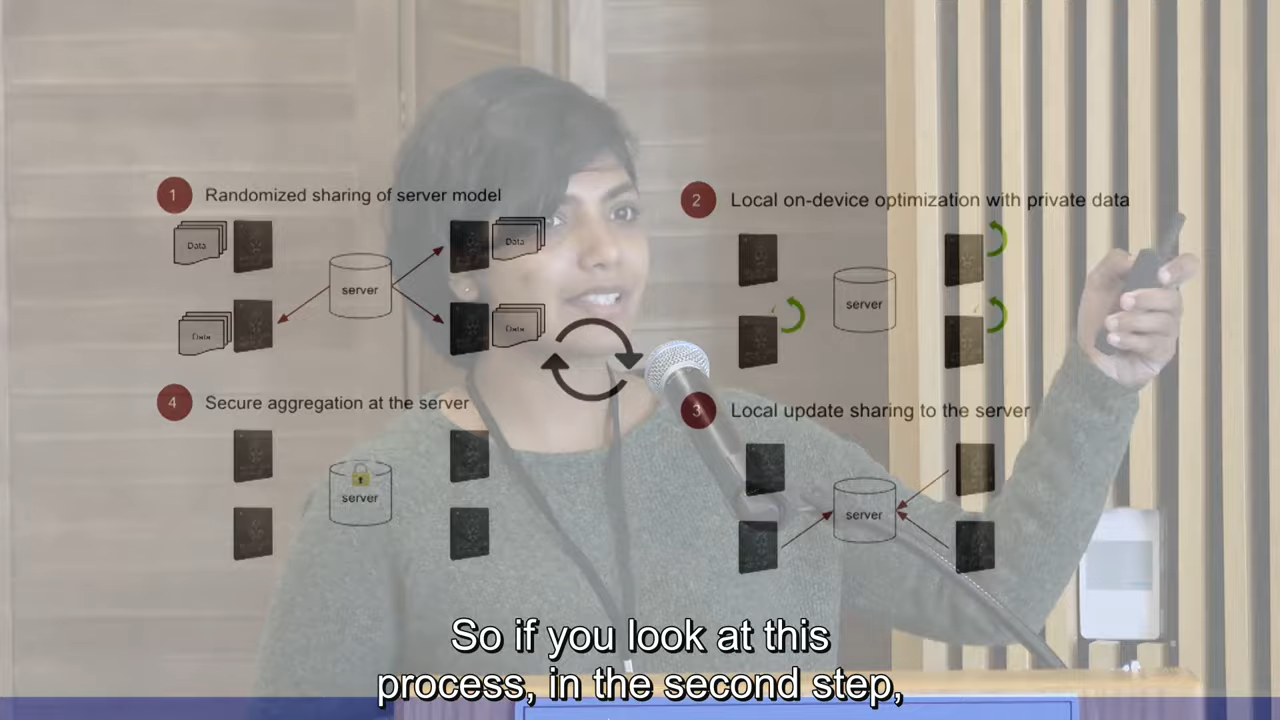 1 Randomized sharing of server model
Data
Data
server
Data
Data
2 Local on-device optimization with private data
server
4 Secure aggregation at the server
server
3 Local update sharing to the server
server
So if you look at this
process, in the second step,